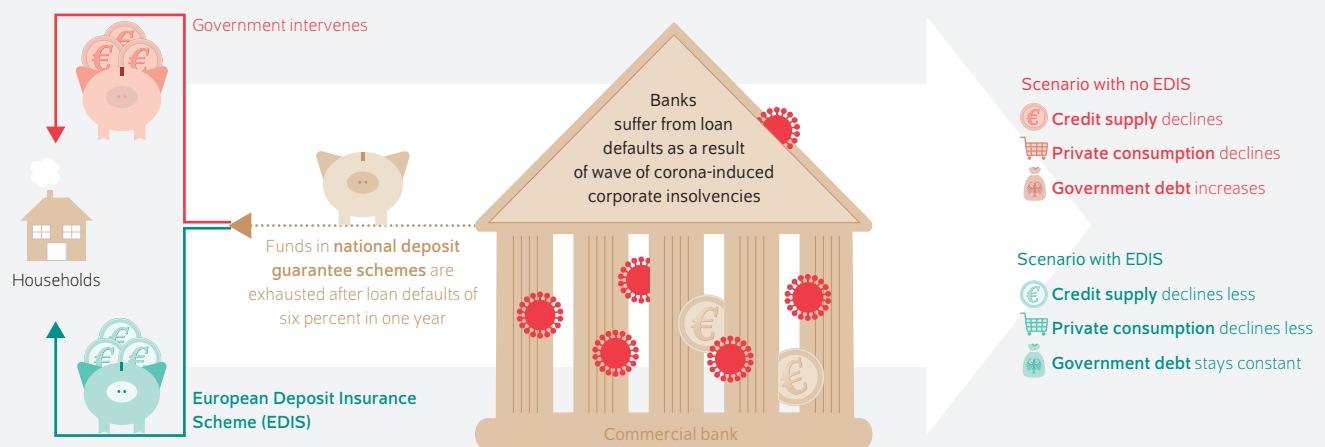 Government intervenes
Households
Funds in national deposit
guarantee schemes are
exhausted after loan defaults of
six percent in one year
European Deposit Insurance
Scheme (EDIS)
Banks
suffer from loan
defaults as a result
of wave of corona-induced
corporate insolvencies
Commercial bank
Scenario with no EDIS
€ Credit supply declines
Private consumption declines
Government debt increases
Scenario with EDIS
€ Credit supply declines less
Private consumption declines less
Government debt stays constant